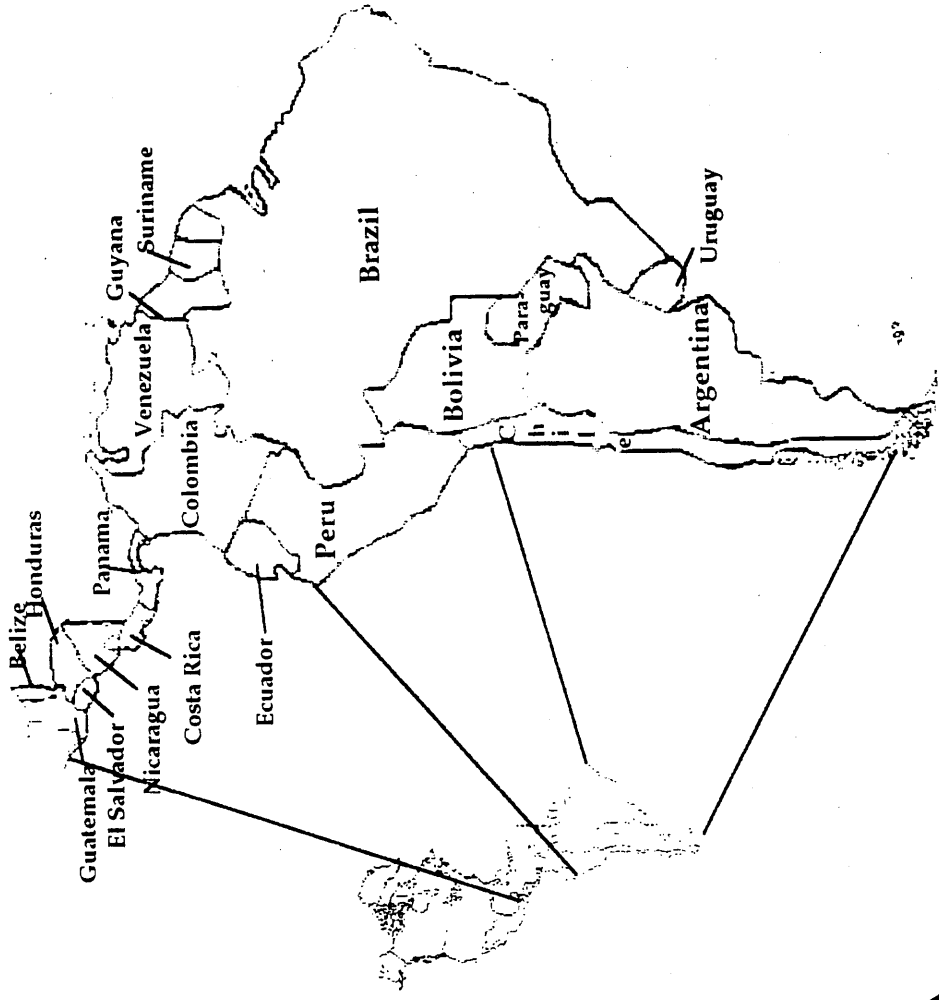 Belize
Honduras
Guatemala
El Salvador
Nicaragua
Costa Rica
Panama
Colombia
Venezuela
Guyana
Suriname
Ecuador
Peru
Brazil
Bolivia
Para
guay
Chile
Argentina
Uruguay